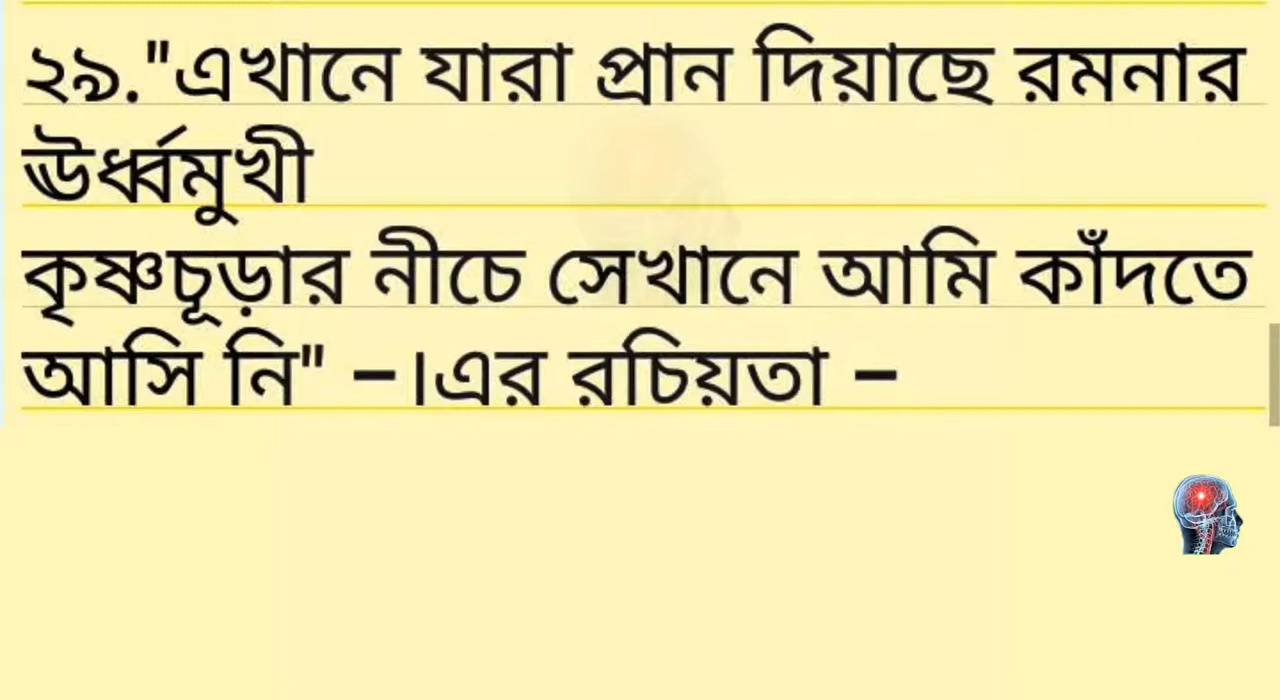 ২৯."এখানে যারা প্রান দিয়াছে রমনার
ঊর্ধ্বমুখী
কৃষ্ণচূড়ার নীচে সেখানে আমি কাঁদতে
আসি নি" –।এর রচিয়তা –